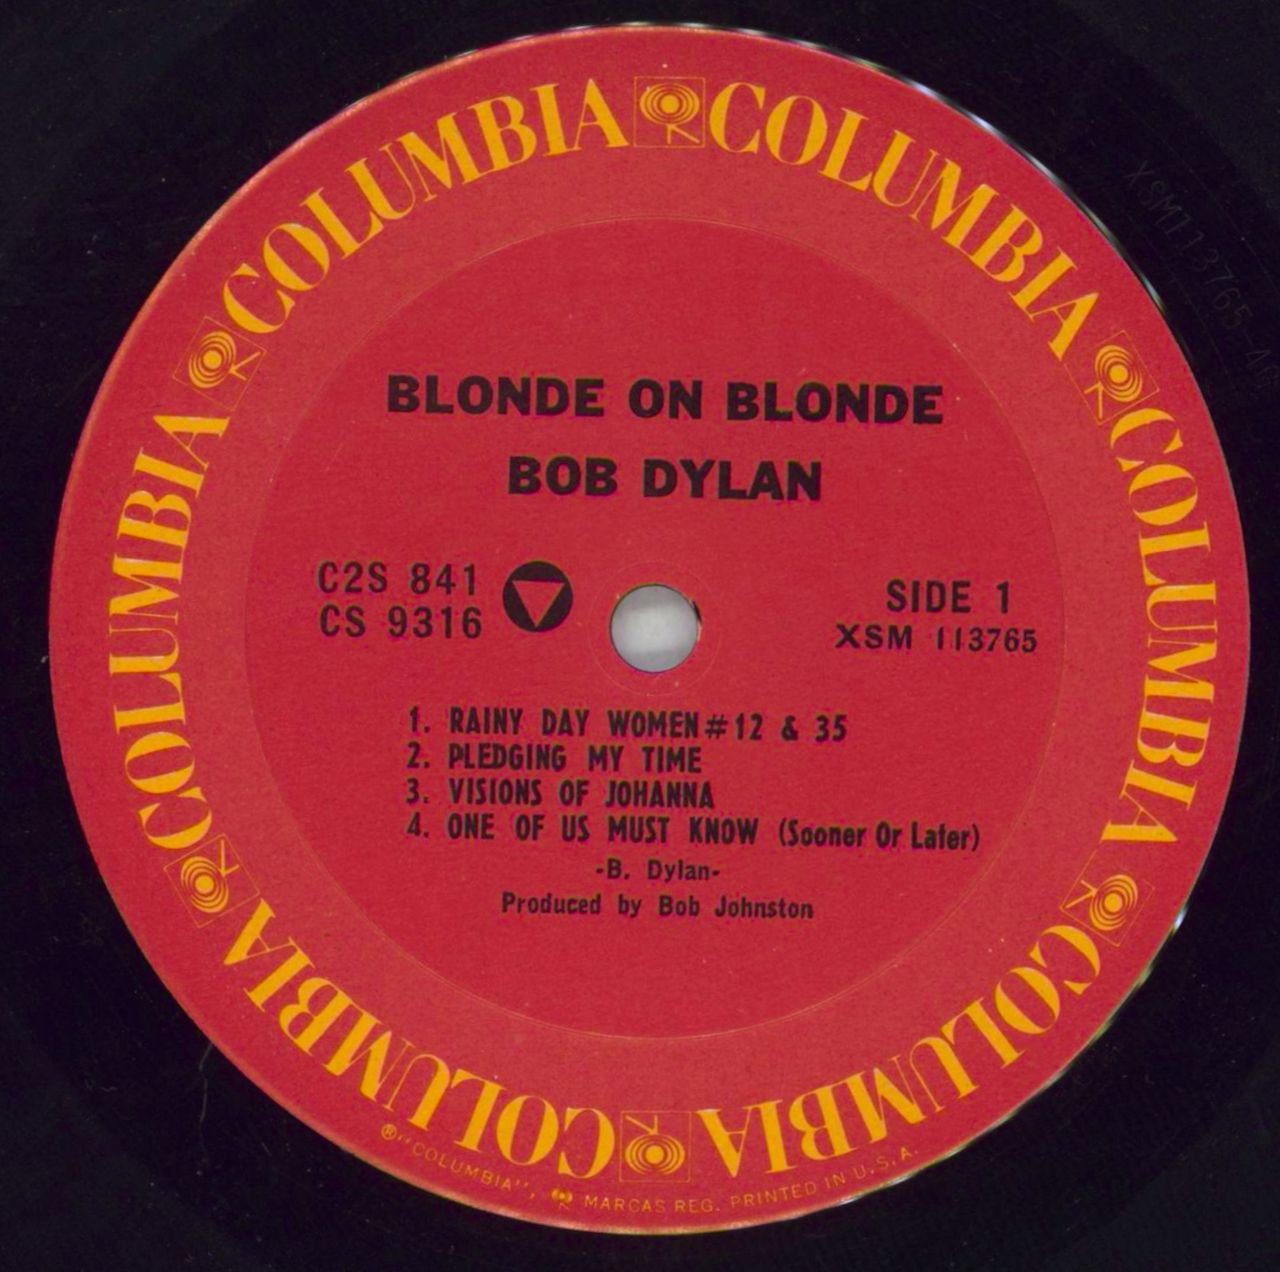 COLUMBIA COLUMBIA COLUMBIA COLUMBIA COLUMBIA COLUMBIA
BLONDE ON BLONDE
BOB DYLAN
C2S 841
CS 9316
SIDE 1
XSM 113765
1. RAINY DAY WOMEN #12 & 35
2. PLEDGING MY TIME
3. VISIONS OF JOHANNA
4. ONE OF US MUST KNOW (Sooner Or Later)
-B. Dylan-
Produced by Bob Johnston
®"COLUMBIA", MARCAS REG. PRINTED IN U.S.A.
XSM113765